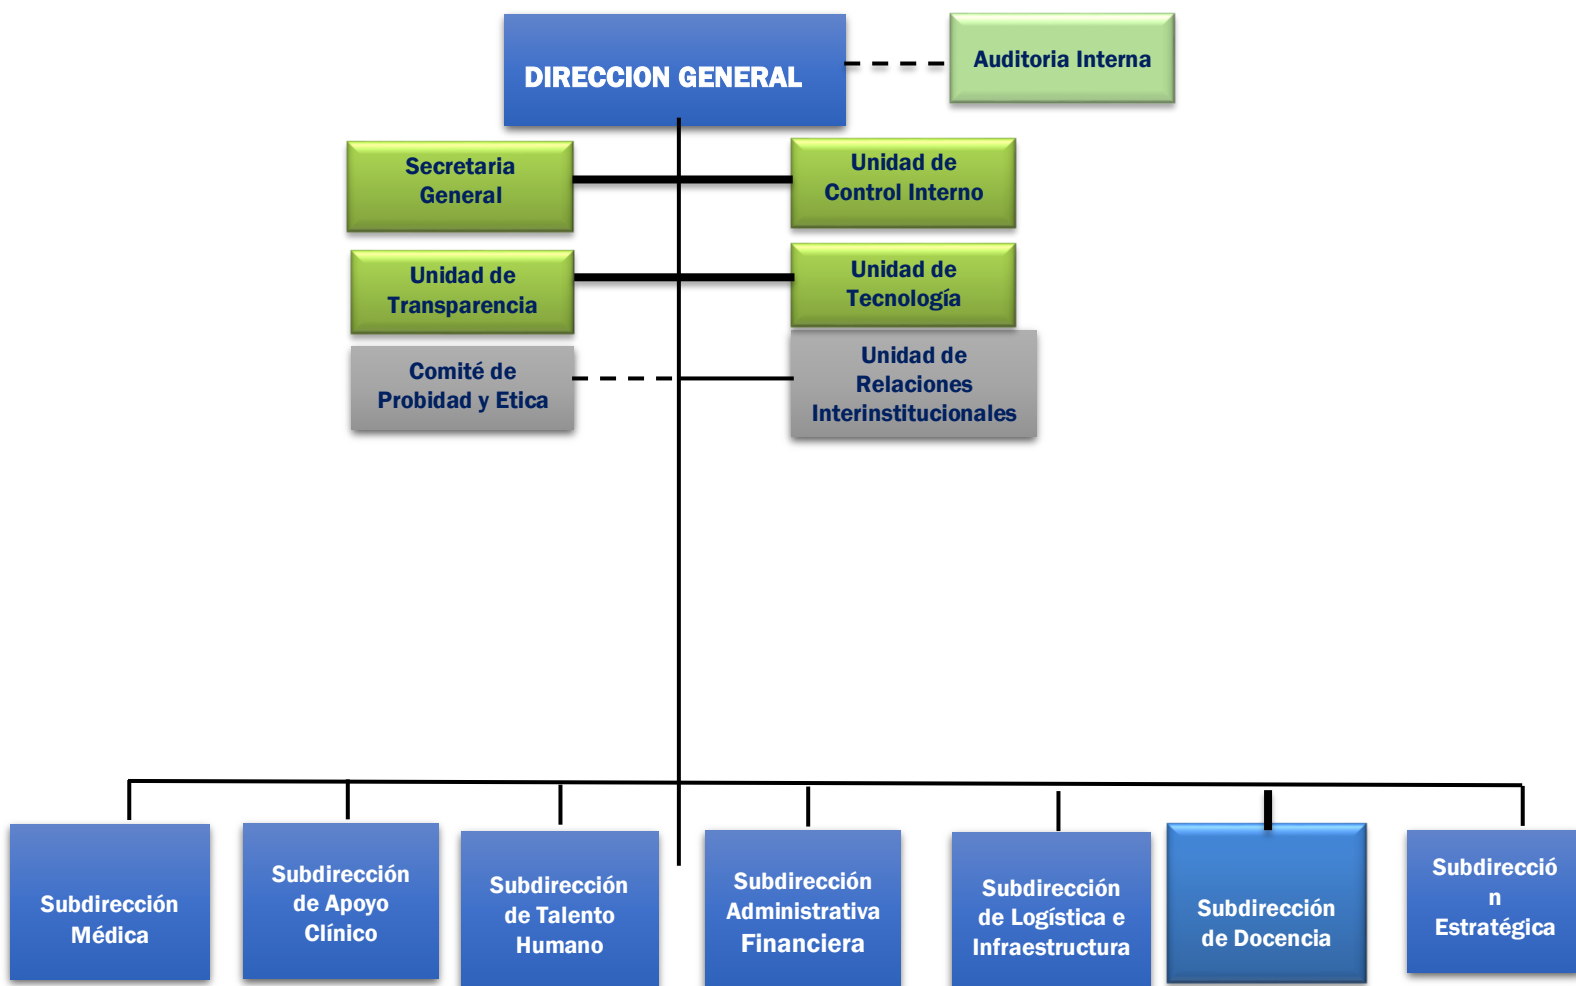 DIRECCION GENERAL
Auditoria Interna
Secretaria
General
Unidad de
Control Interno
Unidad de
Transparencia
Unidad de
Tecnología
Comité de
Probidad y Etica
Unidad de
Relaciones
Interinstitucionales
Subdirección
Médica
Subdirección
de Apoyo
Clínico
Subdirección
de Talento
Humano
Subdirección
Administrativa
Financiera
Subdirección
de Logística e
Infraestructura
Subdirección
de Docencia
Subdirecció
n
Estratégica